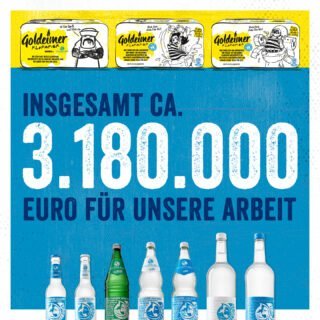 Goldeimer
Goldeimer
Goldeimer
INSGESAMT CA.
3.180.000
EURO FÜR UNSERE ARBEIT